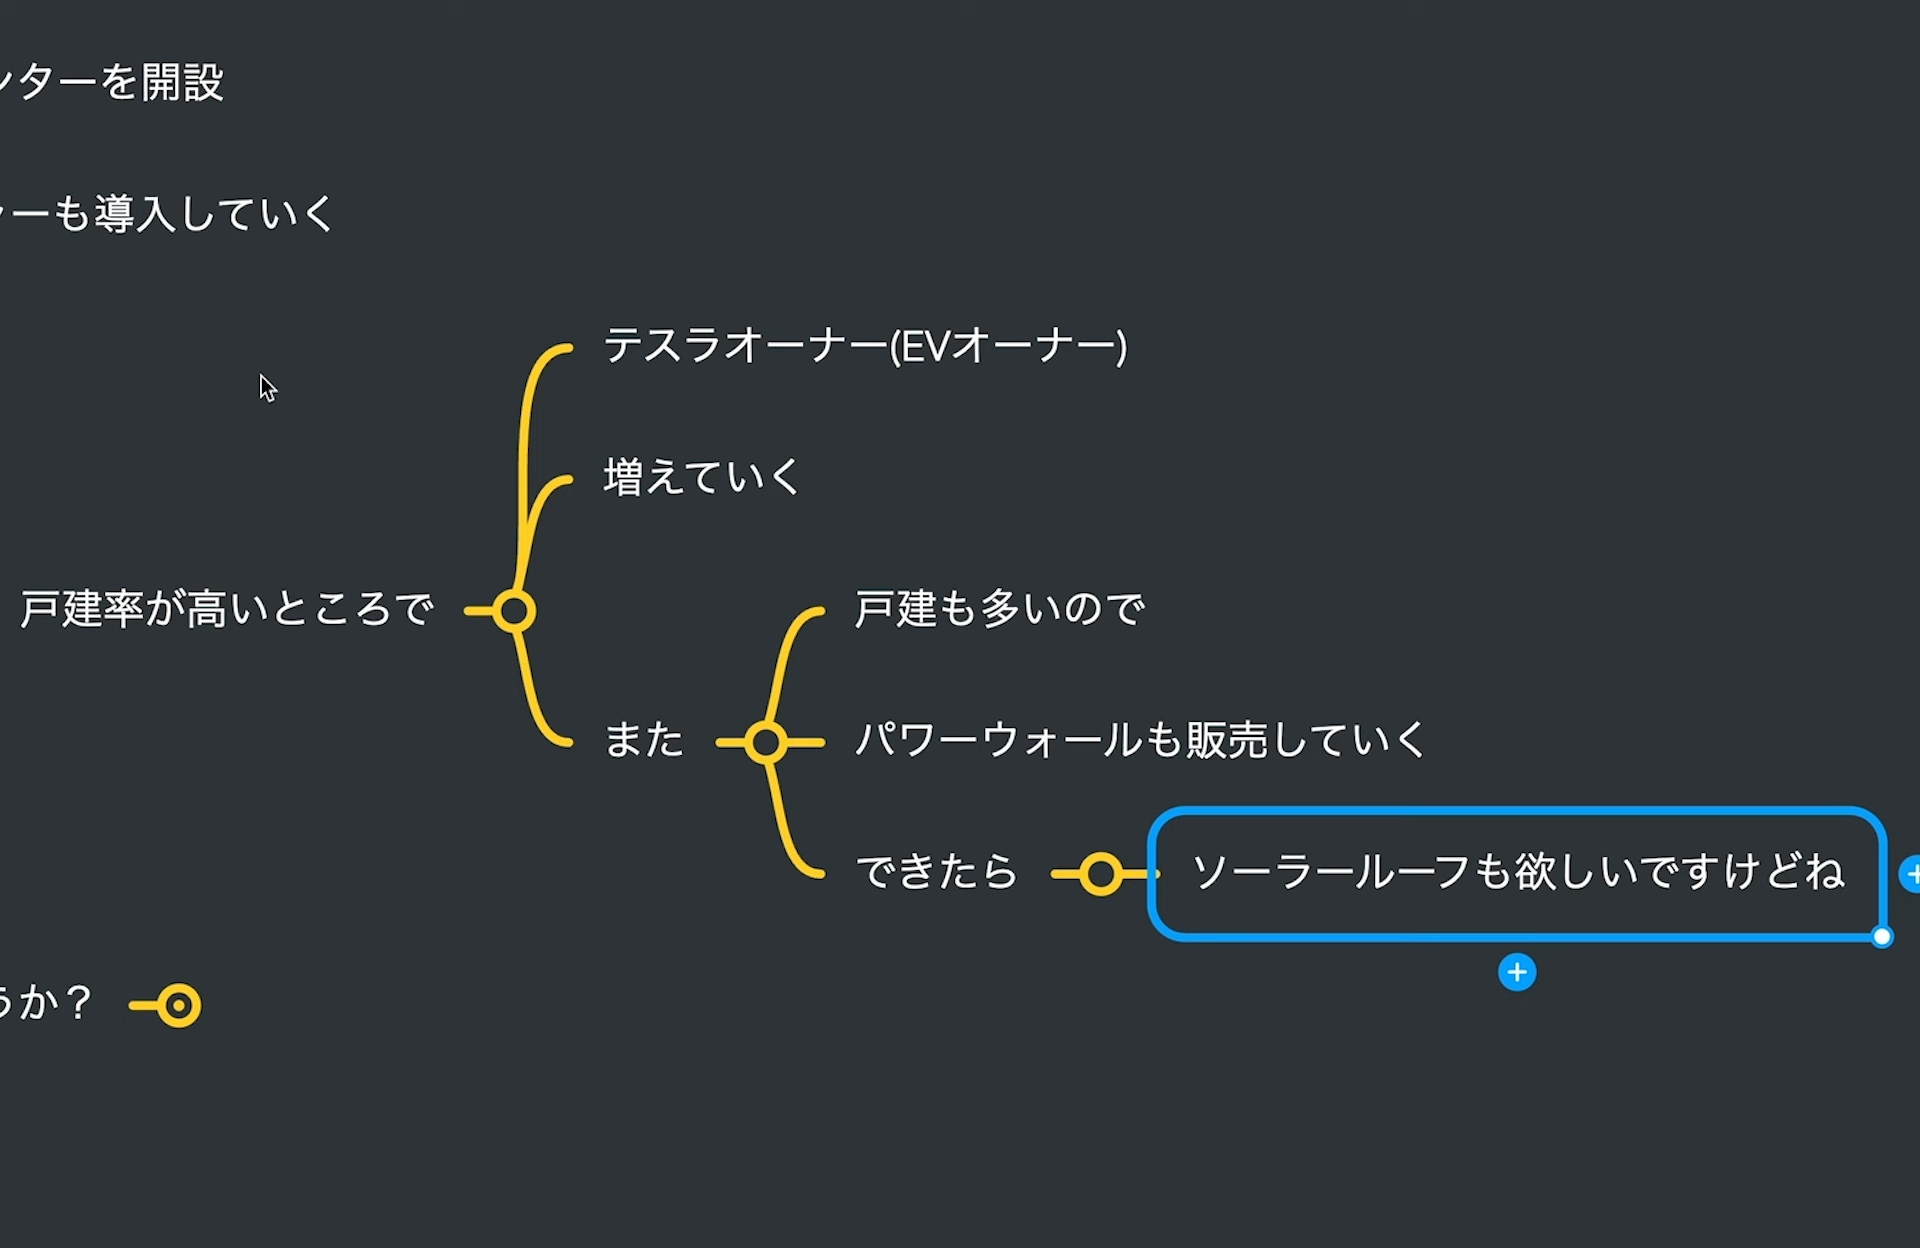 ンターを開設
ャーも導入していく
テスラオーナー(EVオーナー)
増えていく
戸建率が高いところで
戸建も多いので
また
パワーウォールも販売していく
できたら
ソーラールーフも欲しいですけどね
うか？